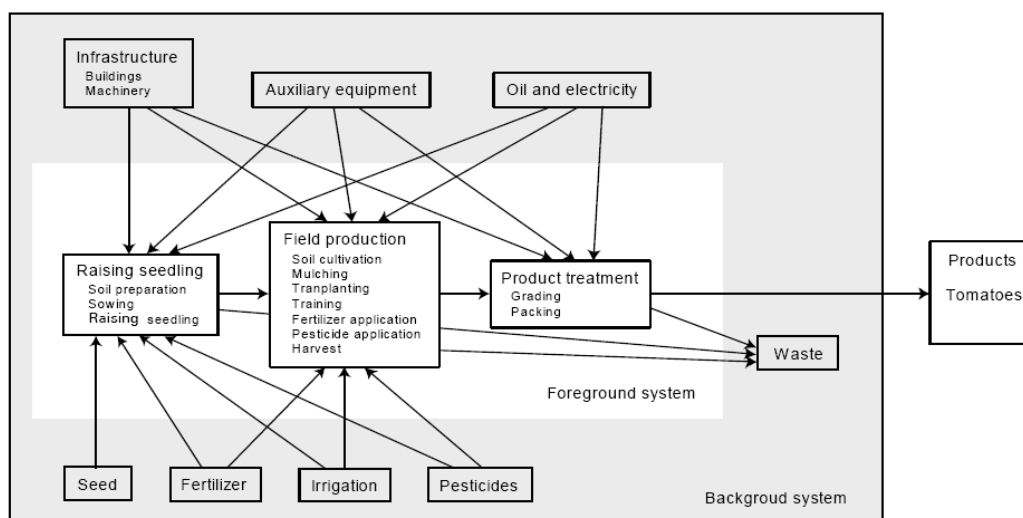 Infrastructure
Buildings
Machinery
Auxiliary equipment
Oil and electricity
Raising seedling
Soil preparation
Sowing
Raising seedling
Field production
Soil cultivation
Mulching
Tranplanting
Training
Fertilizer application
Pesticide application
Harvest
Product treatment
Grading
Packing
Products
Tomatoes
Waste
Foreground system
Seed
Fertilizer
Irrigation
Pesticides
Backgroud system